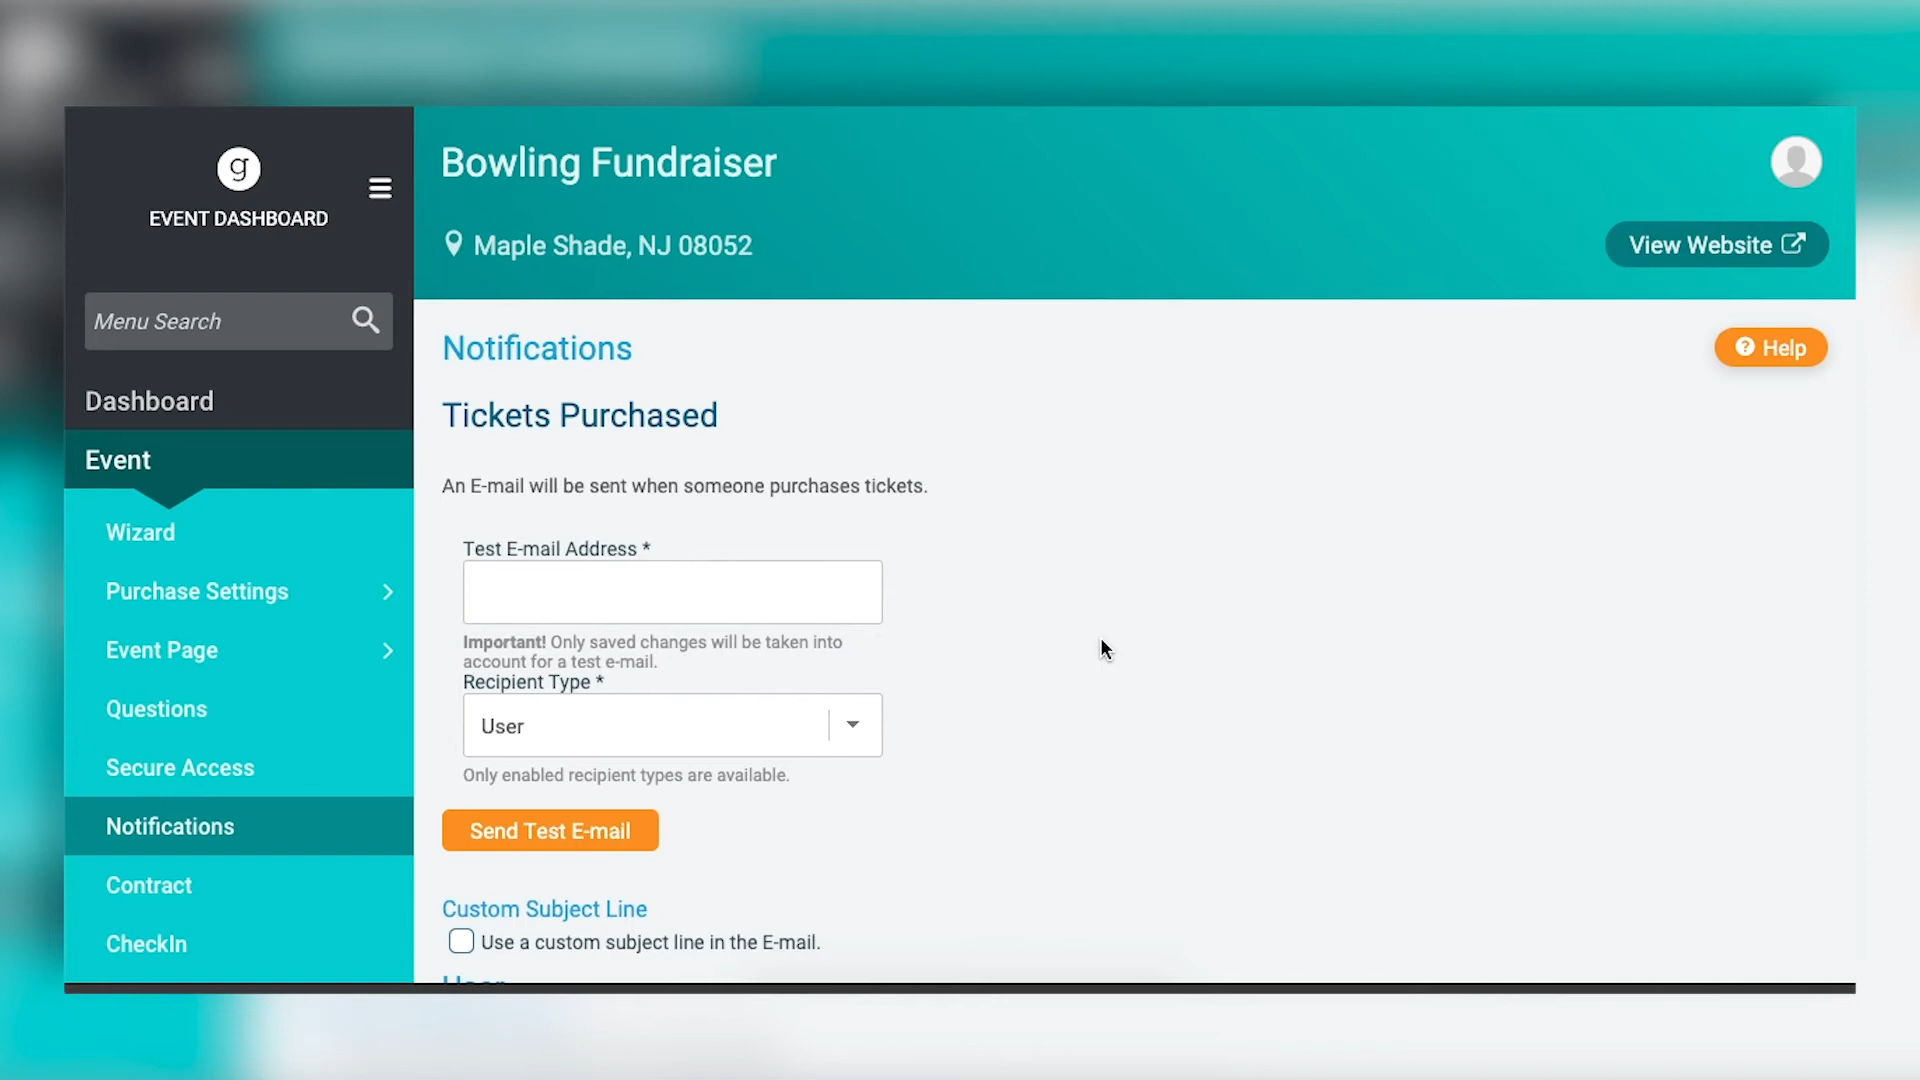 g
EVENT DASHBOARD
Menu Search
Dashboard
Event
Wizard
Purchase Settings
Event Page
Questions
Secure Access
Notifications
Contract
CheckIn
Bowling Fundraiser
Maple Shade, NJ 08052
View Website
Notifications
Help
Tickets Purchased
An E-mail will be sent when someone purchases tickets.
Test E-mail Address *
Important! Only saved changes will be taken into
account for a test e-mail.
Recipient Type *
User
Only enabled recipient types are available.
Send Test E-mail
Custom Subject Line
Use a custom subject line in the E-mail.